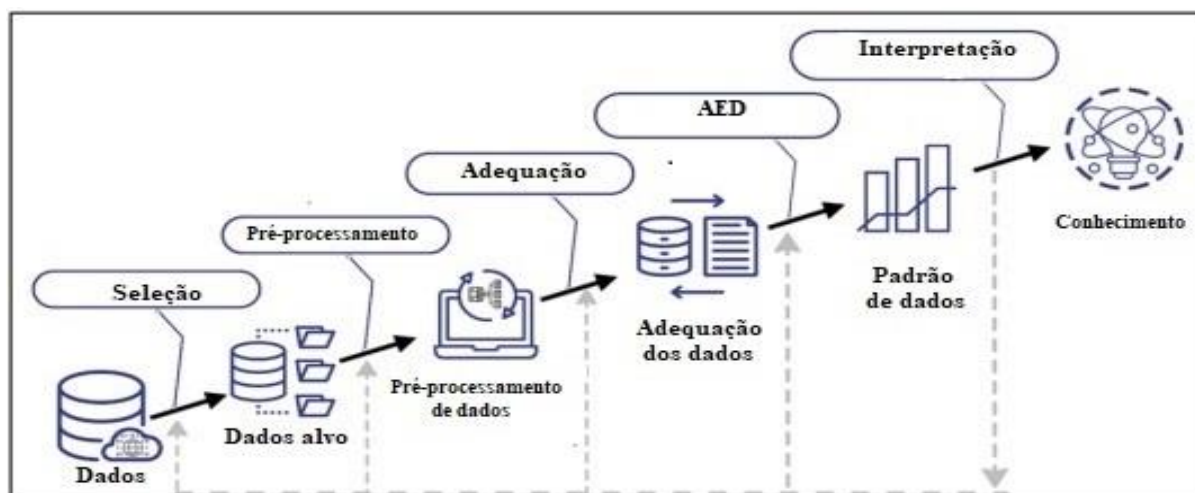 Interpretação
AED
Adequação
Pré-processamento
Seleção
Conhecimento
Padrão
de dados
Adequação
dos dados
Pré-processamento
de dados
Dados alvo
Dados